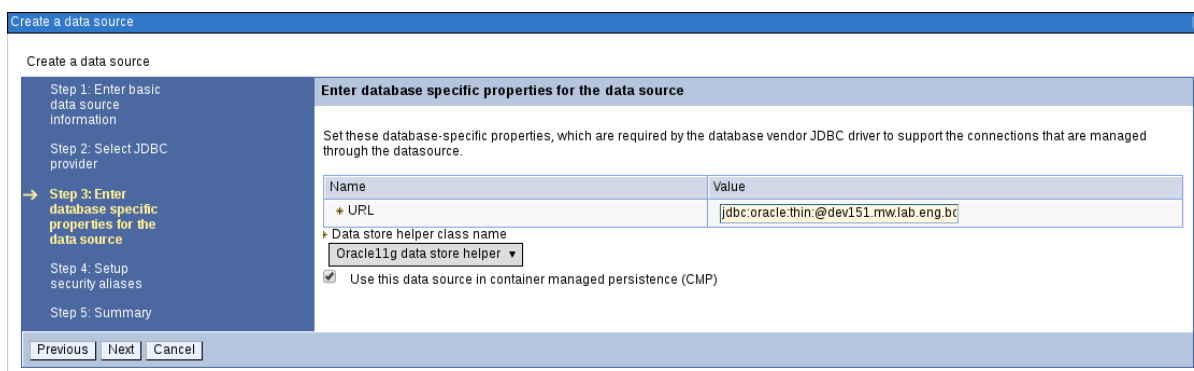 Create a data source
Create a data source
Step 1: Enter basic
data source
information
Step 2: Select JDBC
provider
Step 3: Enter
database specific
properties for the
data source
Step 4: Setup
security aliases
Step 5: Summary
Enter database specific properties for the data source
Set these database-specific properties, which are required by the database vendor JDBC driver to support the connections that are managed
through the datasource.
Name Value
URL jdbc:oracle:thin:@dev151.mw.lab.eng.bo
Data store helper class name
Oracle11g data store helper
Use this data source in container managed persistence (CMP)
Previous Next Cancel